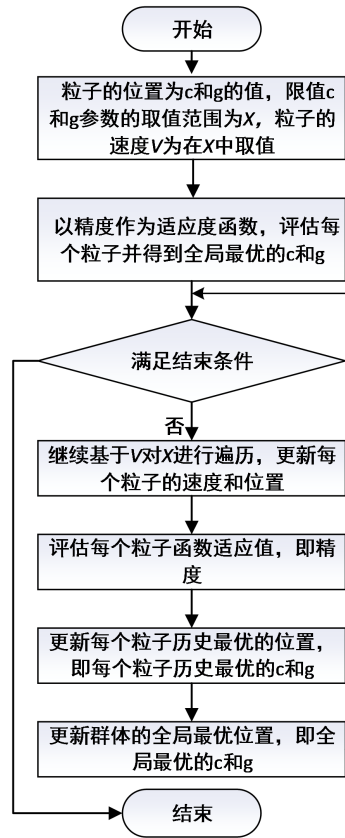 开始
粒子的位置为c和g的值，限值c
和g参数的取值范围为X，粒子的
速度V为在X中取值
以精度作为适应度函数，评估每
个粒子并得到全局最优的c和g
满足结束条件
否
继续基于V对X进行遍历，更新每
个粒子的速度和位置
评估每个粒子函数适应值，即精
度
更新每个粒子历史最优的位置，
即每个粒子历史最优的c和g
更新群体的全局最优位置，即全
局最优的c和g
结束